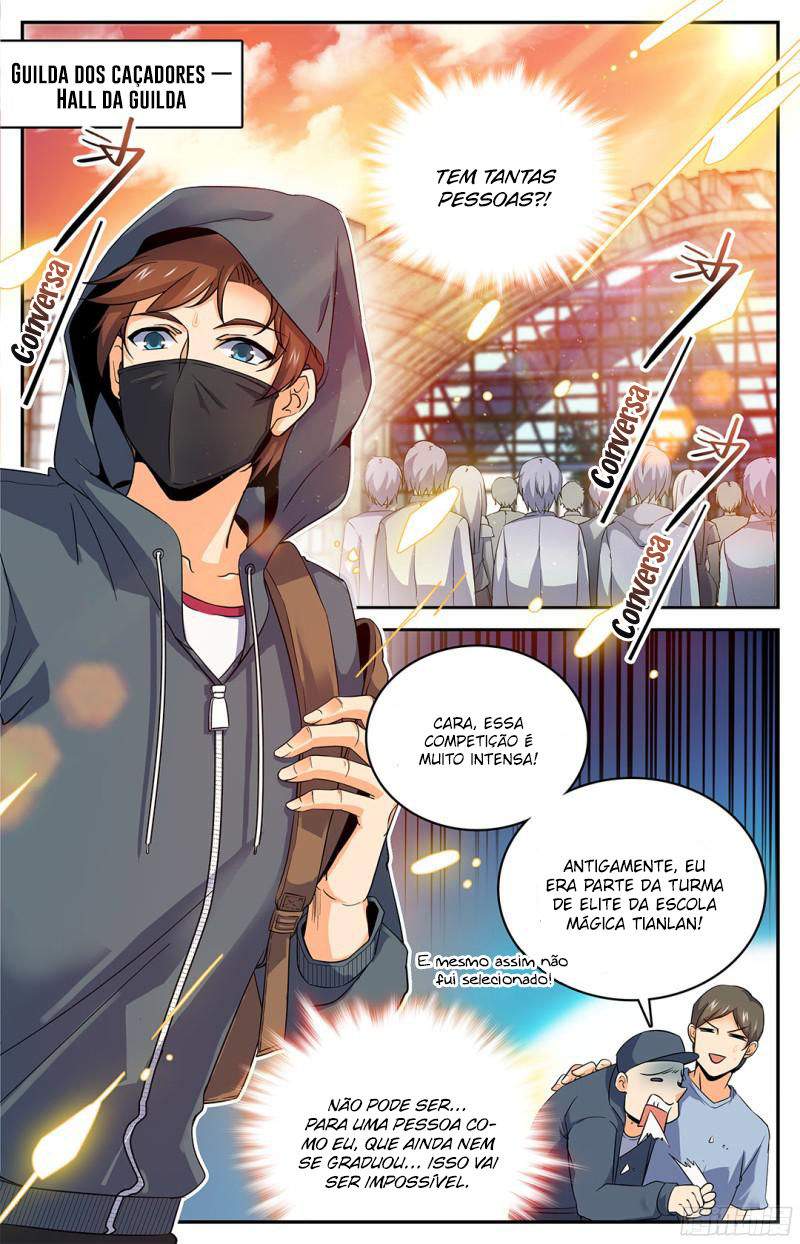 GUILDA DOS CAÇADORES —
HALL DA GUILDA
TEM TANTAS
PESSOAS?!
Conversa
Conversa
Conversa
CARA, ESSA
COMPETIÇÃO É
MUITO INTENSA!
ANTIGAMENTE, EU
ERA PARTE DA TURMA
DE ELITE DA ESCOLA
MÁGICA TIANLAN!
E MESMO ASSIM NÃO
FUI SELECIONADO!
NÃO PODE SER...
PARA UMA PESSOA CO-
MO EU, QUE AINDA NEM
SE GRADUOU... ISSO VAI
SER IMPOSSÍVEL.